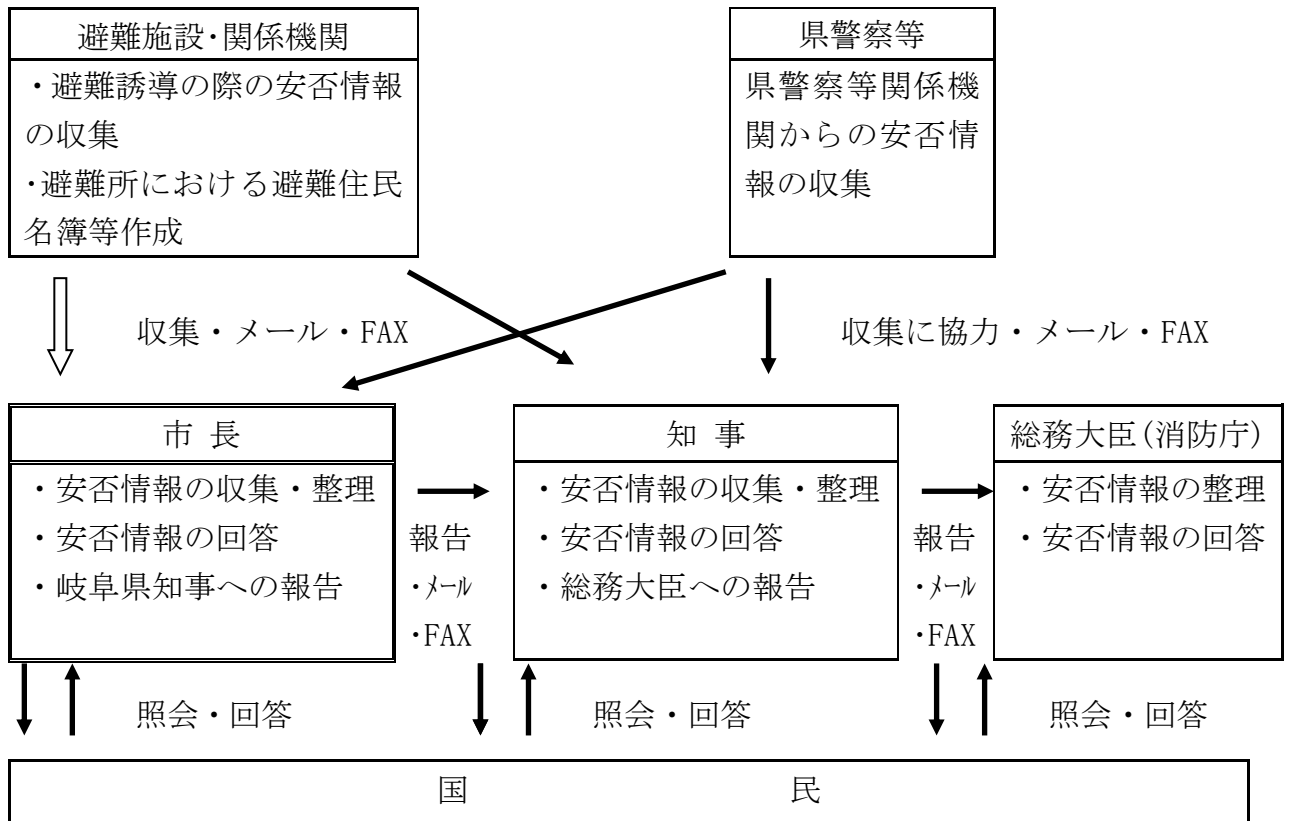 避難施設・関係機関
・避難誘導の際の安否情報
の収集
・避難所における避難住民
名簿等作成
県警察等
県警察等関係機
関からの安否情
報の収集
収集・メール・FAX
収集に協力・メール・FAX
市 長
・安否情報の収集・整理
・安否情報の回答
・岐阜県知事への報告
報告
・メール
・FAX
知 事
・安否情報の収集・整理
・安否情報の回答
・総務大臣への報告
報告
・メール
・FAX
総務大臣(消防庁)
・安否情報の整理
・安否情報の回答
照会・回答
照会・回答
照会・回答
国 民